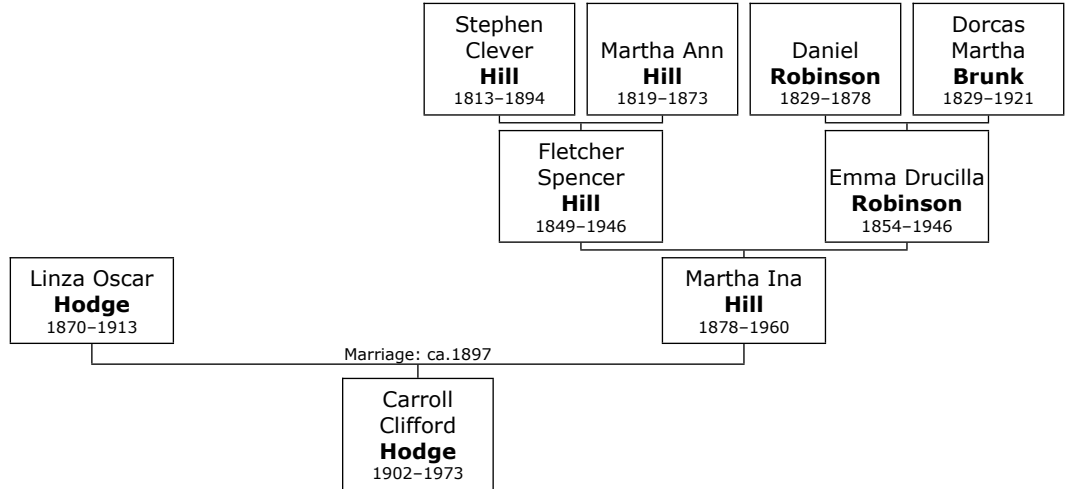 Stephen
Clever
Hill
1813–1894
Martha Ann
Hill
1819–1873
Daniel
Robinson
1829–1878
Dorcas
Martha
Brunk
1829–1921
Fletcher
Spencer
Hill
1849–1946
Emma Drucilla
Robinson
1854–1946
Linza Oscar
Hodge
1870–1913
Martha Ina
Hill
1878–1960
Marriage: ca.1897
Carroll
Clifford
Hodge
1902–1973